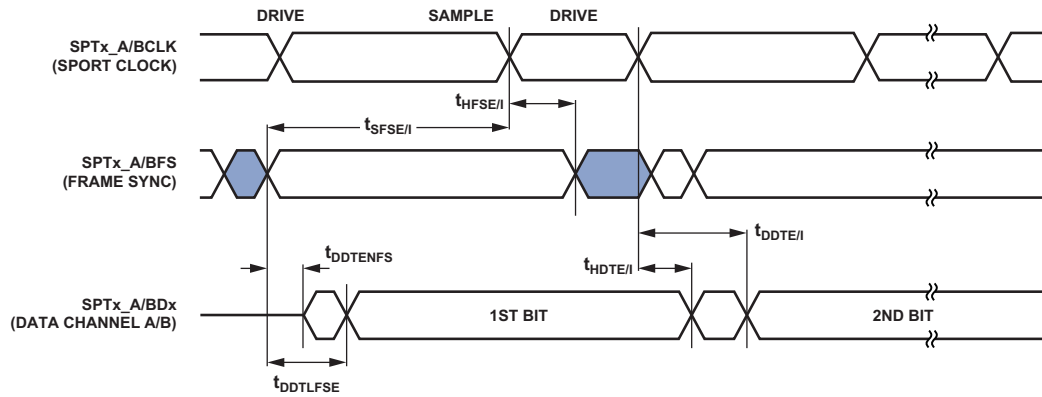 DRIVE SAMPLE DRIVE
SPTx_A/BCLK
(SPORT CLOCK)
tHFSE/I
tSFSE/I
SPTx_A/BFS
(FRAME SYNC)
tDDTE/I
tDDTENFS
tHDTE/I
SPTx_A/BDx
(DATA CHANNEL A/B)
1ST BIT 2ND BIT
tDDTLFSE